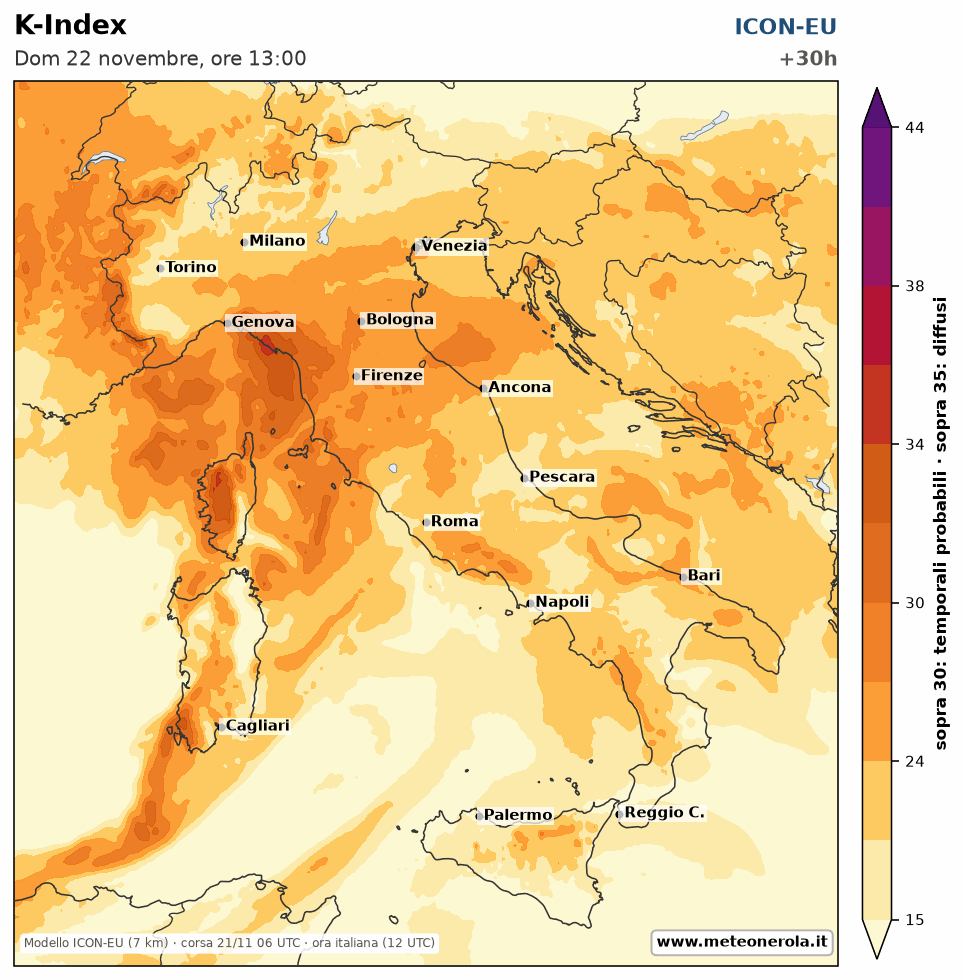 K-Index
ICON-EU
Dom 22 novembre, ore 13:00
+30h
Milano
Venezia
Torino
Genova
Bologna
Firenze
Ancona
Pescara
Roma
Bari
Napoli
Cagliari
Palermo
Reggio C.
44
38
34
30
24
15
sopra 30: temporali probabili · sopra 35: diffusi
Modello ICON-EU (7 km) · corsa 21/11 06 UTC · ora italiana (12 UTC)
www.meteonerola.it